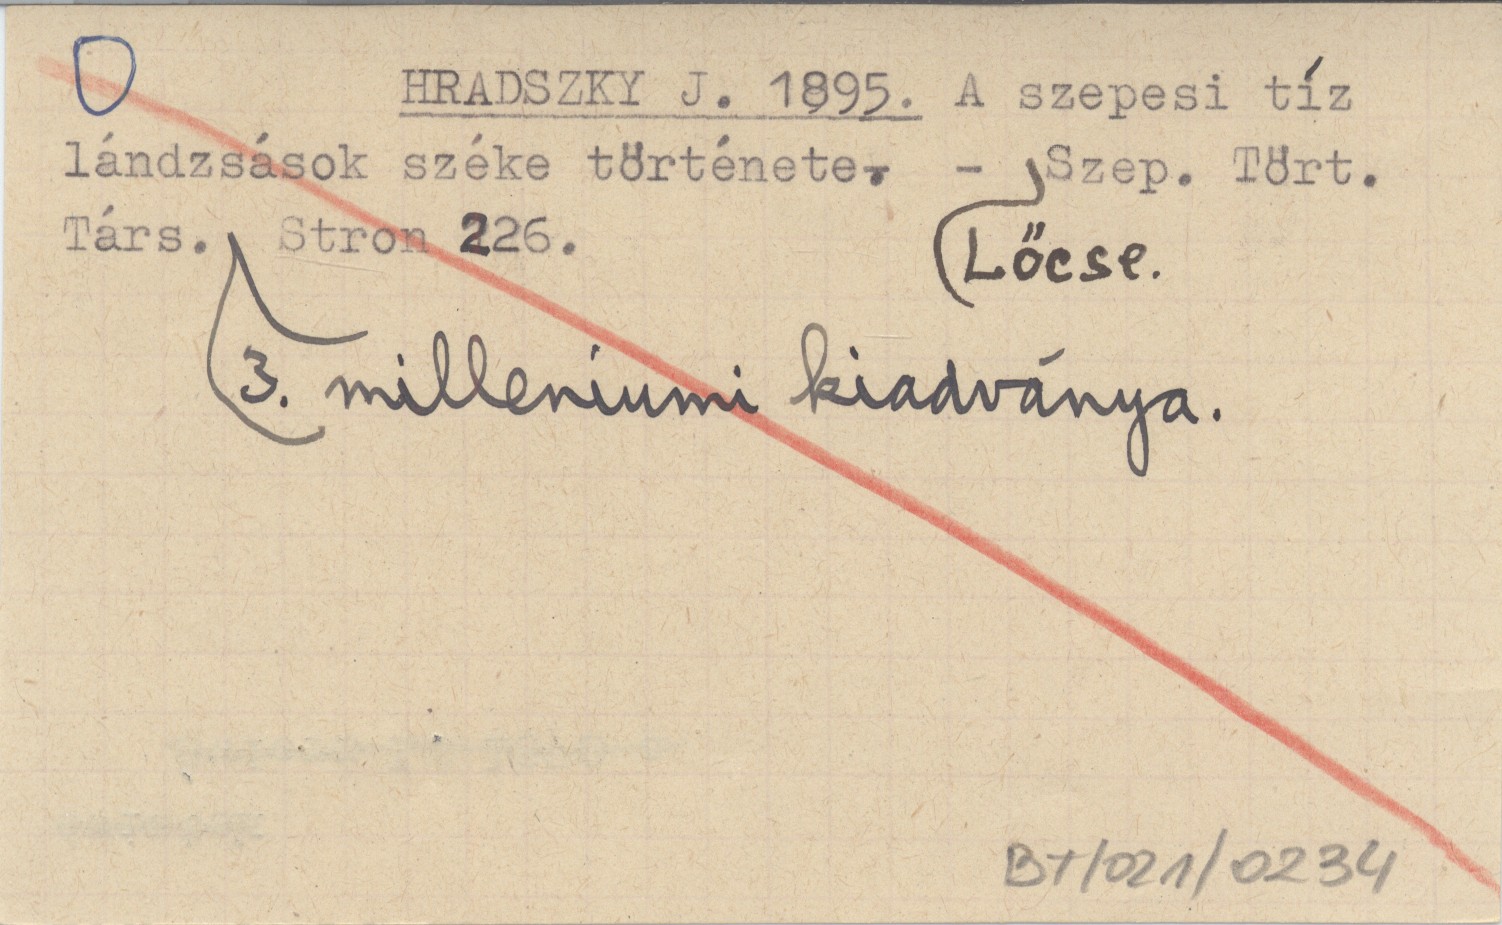 HRADSZKY J. 1895. A szepesi tíz
lándzsások széke története. - Szep. Tört.
Társ. Stron 226.
Lőcse.
3. milleniumi kiadványa.
BT/021/0234